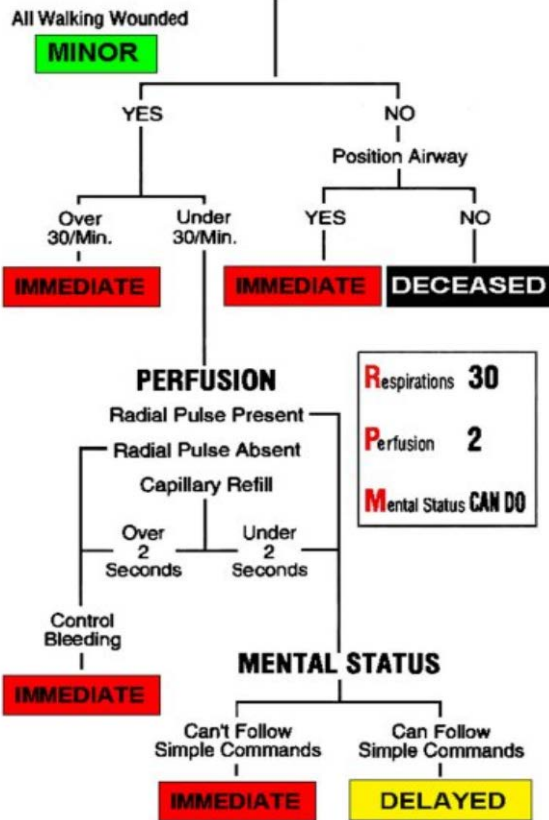 All Walking Wounded
MINOR
YES
NO
Position Airway
Over
30/Min.
Under
30/Min.
YES
NO
IMMEDIATE
IMMEDIATE
DECEASED
PERFUSION
Radial Pulse Present
Radial Pulse Absent
Capillary Refill
Over
2
Seconds
Under
2
Seconds
Respirations 30
Perfusion 2
Mental Status CAN DO
Control
Bleeding
IMMEDIATE
MENTAL STATUS
Can't Follow
Simple Commands
Can Follow
Simple Commands
IMMEDIATE
DELAYED